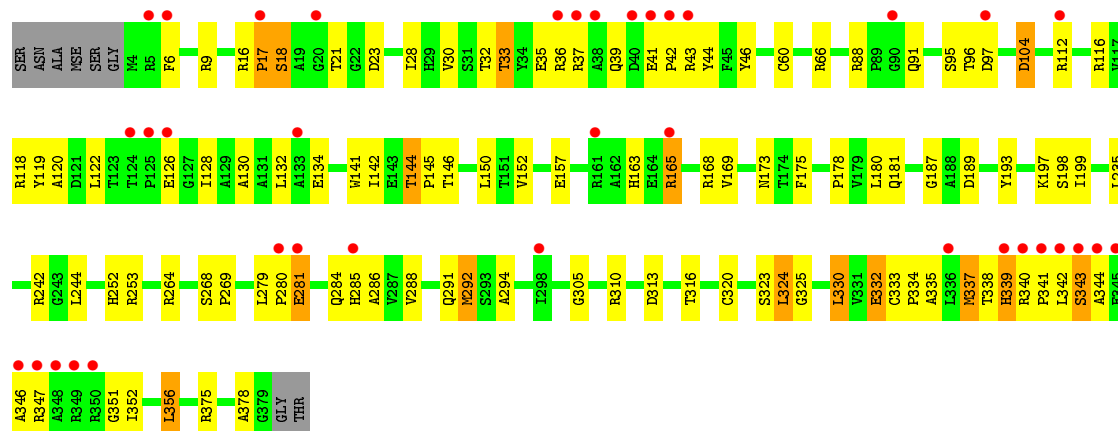 SER ASN ALA MSE SER GLY M4 R5 F6 R9 R16 P17 S18 A19 G20 T21 G22 D23 I28 H29 V30 S31 T32 T33 Y34 E35 R36 R37 A38 Q39 D40 E41 P42 R43 Y44 F45 Y46 C60 R66 R88 P89 G90 Q91 S95 T96 D97 D104 R112 R116 V117
R118 Y119 A120 D121 L122 T123 T124 P125 E126 G127 I128 A129 A130 A131 L132 A133 E134 W141 I142 E143 T144 P145 T146 L150 T151 V152 E157 R161 A162 H163 E164 R165 R168 V169 N173 T174 F175 P178 V179 L180 Q181 G187 A188 D189 Y193 K197 S198 I199 L235
R242 G243 L244 H252 R253 R264 S268 P269 L279 P280 E281 Q284 H285 A286 V287 V288 Q291 M292 S293 A294 I298 G305 R310 D313 T316 C320 S323 L324 G325 L330 V331 E332 C333 P334 A335 L336 M337 T338 H339 R340 P341 L342 S343 A344
A346 R347 A348 R349 R350 G351 I352 L356 R375 A378 G379 GLY THR